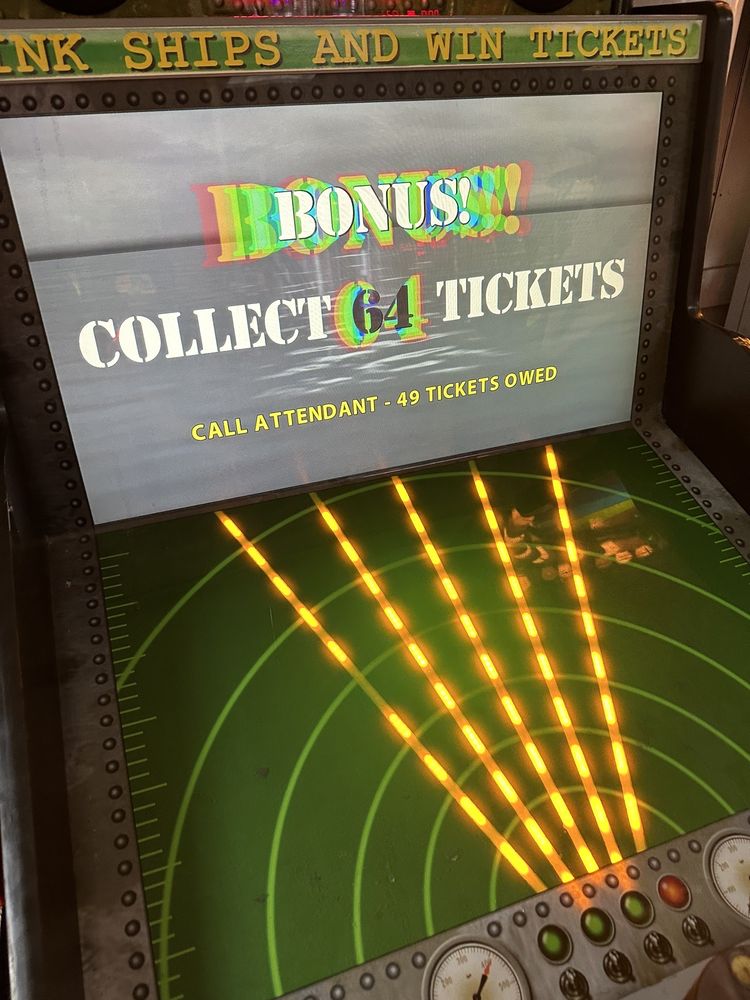 INK SHIPS AND WIN TICKETS
BONUS!
COLLECT 64 TICKETS
CALL ATTENDANT - 49 TICKETS OWED